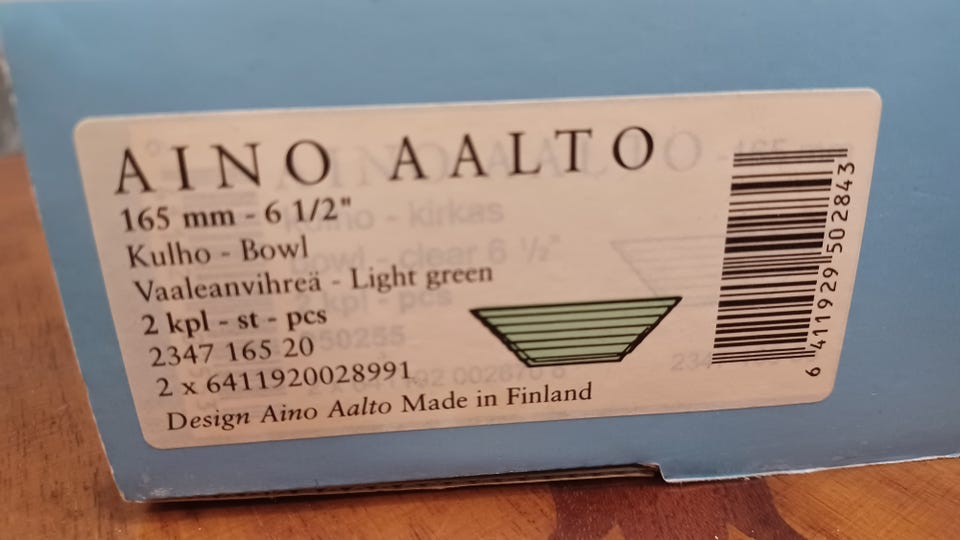 AINO AALTO
165 mm - 6 1/2"
Kulho - Bowl
Vaaleanvihreä - Light green
2 kpl - st - pcs
2347 165 20
2 x 6411920028991
Design Aino Aalto Made in Finland
6 411929 502843